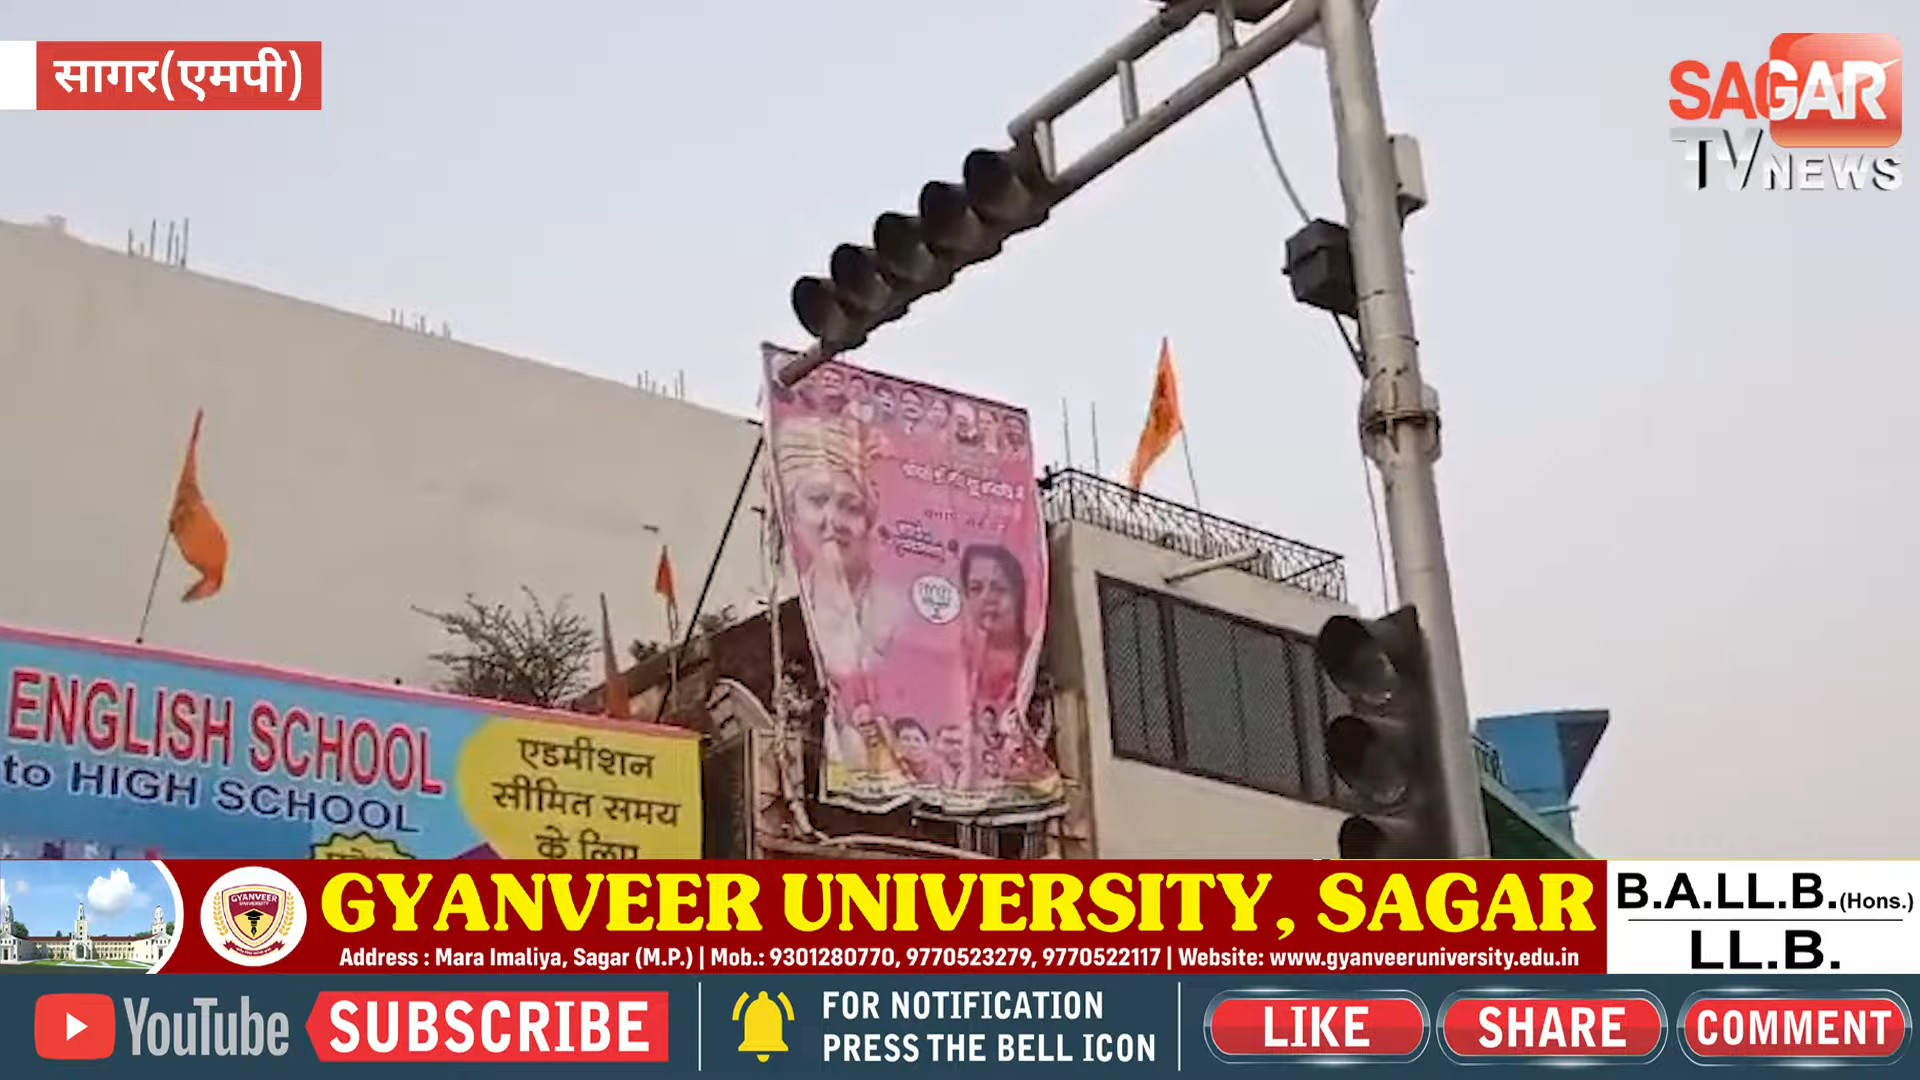 सागर(एमपी)
SAGAR
TV NEWS
ENGLISH SCHOOL
to HIGH SCHOOL
एडमीशन
सीमित समय
के लिए
GYANVEER
UNIVERSITY
GYANVEER UNIVERSITY, SAGAR
Address : Mara Imaliya, Sagar (M.P.) | Mob.: 9301280770, 9770523279, 9770522117 | Website: www.gyanveeruniversity.edu.in
B.A.LL.B.(Hons.)
LL.B.
YouTube
SUBSCRIBE
FOR NOTIFICATION
PRESS THE BELL ICON
LIKE
SHARE
COMMENT